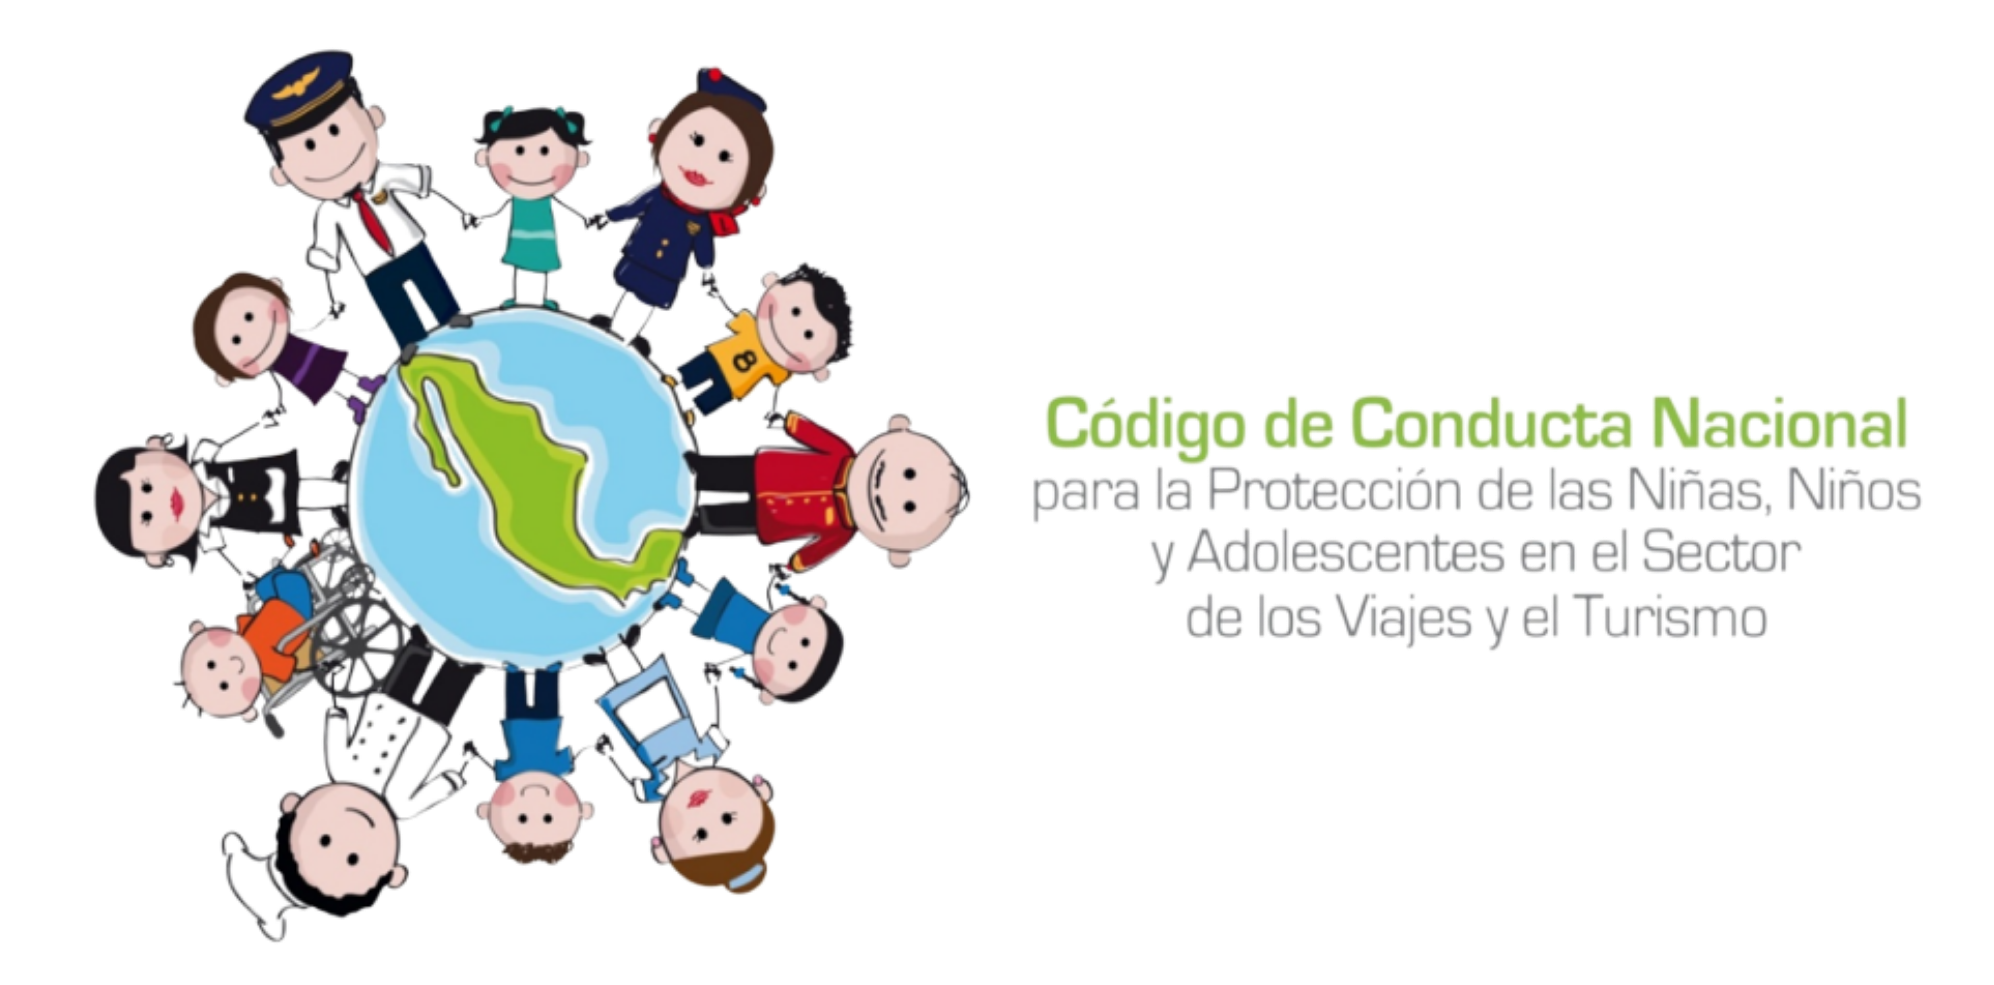 Código de Conducta Nacional
para la Protección de las Niñas, Niños
y Adolescentes en el Sector
de los Viajes y el Turismo
8